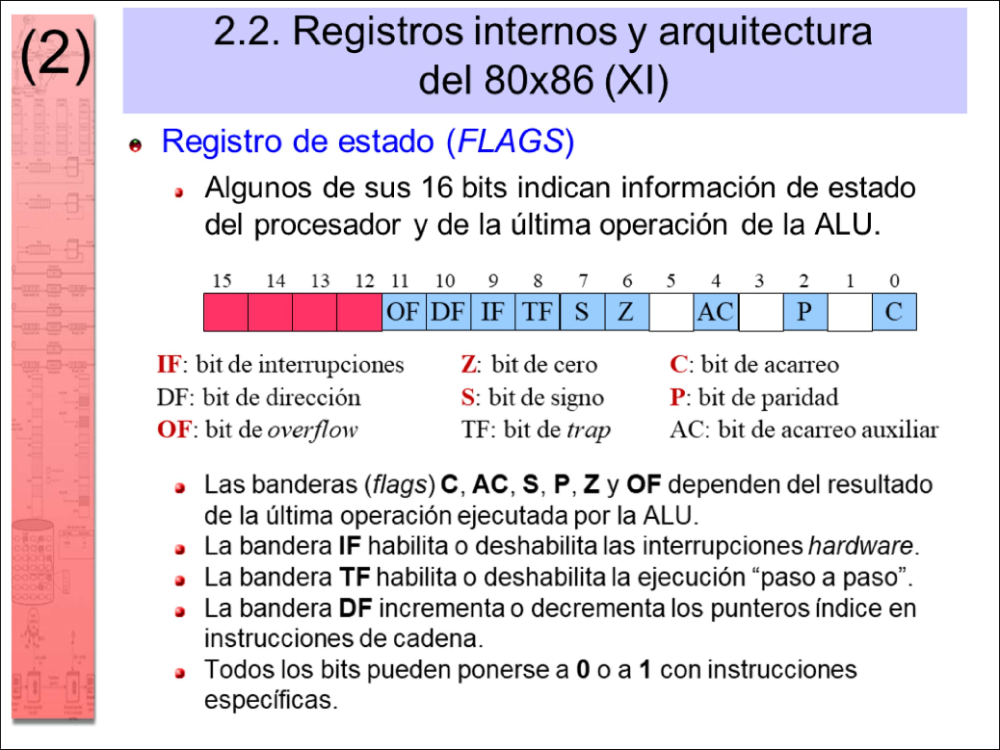 (2)
2.2. Registros internos y arquitectura
del 80x86 (XI)
Registro de estado (FLAGS)
Algunos de sus 16 bits indican información de estado
del procesador y de la última operación de la ALU.
15 14 13 12 11 10 9 8 7 6 5 4 3 2 1 0
OF DF IF TF S Z AC P C
IF: bit de interrupciones Z: bit de cero C: bit de acarreo
DF: bit de dirección S: bit de signo P: bit de paridad
OF: bit de overflow TF: bit de trap AC: bit de acarreo auxiliar
Las banderas (flags) C, AC, S, P, Z y OF dependen del resultado
de la última operación ejecutada por la ALU.
La bandera IF habilita o deshabilita las interrupciones hardware.
La bandera TF habilita o deshabilita la ejecución “paso a paso”.
La bandera DF incrementa o decrementa los punteros índice en
instrucciones de cadena.
Todos los bits pueden ponerse a 0 o a 1 con instrucciones
específicas.